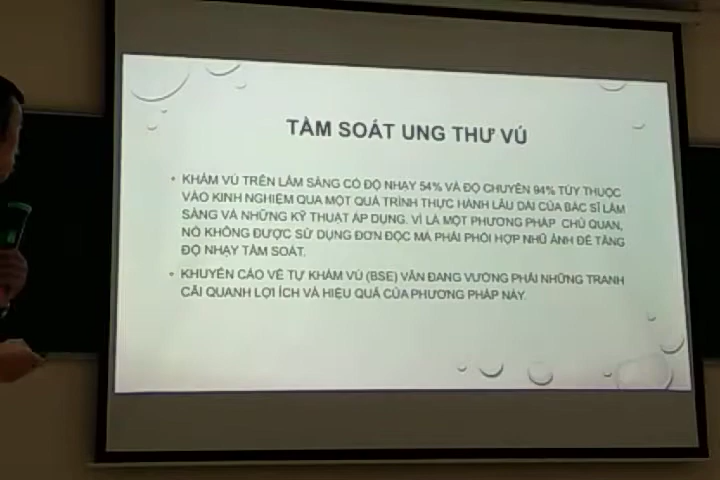 TẦM SOÁT UNG THƯ VÚ
• KHÁM VÚ TRÊN LÂM SÀNG CÓ ĐỘ NHẠY 54% VÀ ĐỘ CHUYÊN 94% TÙY THUỘC
VÀO KINH NGHIỆM QUA MỘT QUÁ TRÌNH THỰC HÀNH LÂU DÀI CỦA BÁC SĨ LÂM
SÀNG VÀ NHỮNG KỸ THUẬT ÁP DỤNG. VÌ LÀ MỘT PHƯƠNG PHÁP CHỦ QUAN,
NÓ KHÔNG ĐƯỢC SỬ DỤNG ĐƠN ĐỘC MÀ PHẢI PHỐI HỢP NHŨ ẢNH ĐỂ TĂNG
ĐỘ NHẠY TẦM SOÁT.
• KHUYẾN CÁO VỀ TỰ KHÁM VÚ (BSE) VẪN ĐANG VƯỚNG PHẢI NHỮNG TRANH
CÃI QUANH LỢI ÍCH VÀ HIỆU QUẢ CỦA PHƯƠNG PHÁP NÀY.